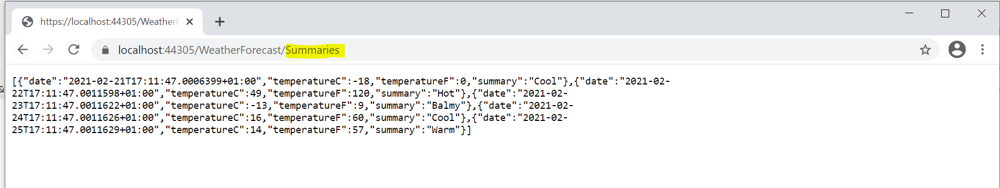 https://localhost:44305/WeatherF
localhost:44305/WeatherForecast/Summaries
[{"date":"2021-02-21T17:11:47.0006399+01:00","temperatureC":-18,"temperatureF":0,"summary":"Cool"},{"date":"2021-02-
22T17:11:47.0011598+01:00","temperatureC":49,"temperatureF":120,"summary":"Hot"},{"date":"2021-02-
23T17:11:47.0011622+01:00","temperatureC":-13,"temperatureF":9,"summary":"Balmy"},{"date":"2021-02-
24T17:11:47.0011626+01:00","temperatureC":16,"temperatureF":60,"summary":"Cool"},{"date":"2021-02-
25T17:11:47.0011629+01:00","temperatureC":14,"temperatureF":57,"summary":"Warm"}]